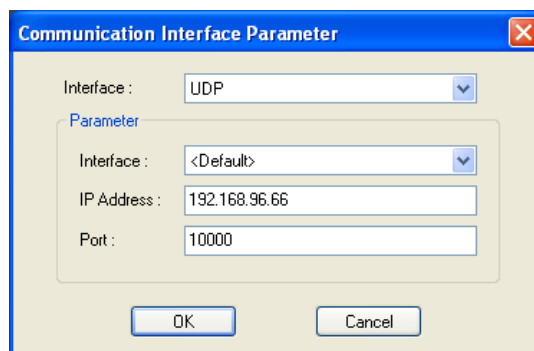 Communication Interface Parameter
Interface : UDP
Parameter
Interface : <Default>
IP Address : 192.168.96.66
Port : 10000
OK Cancel